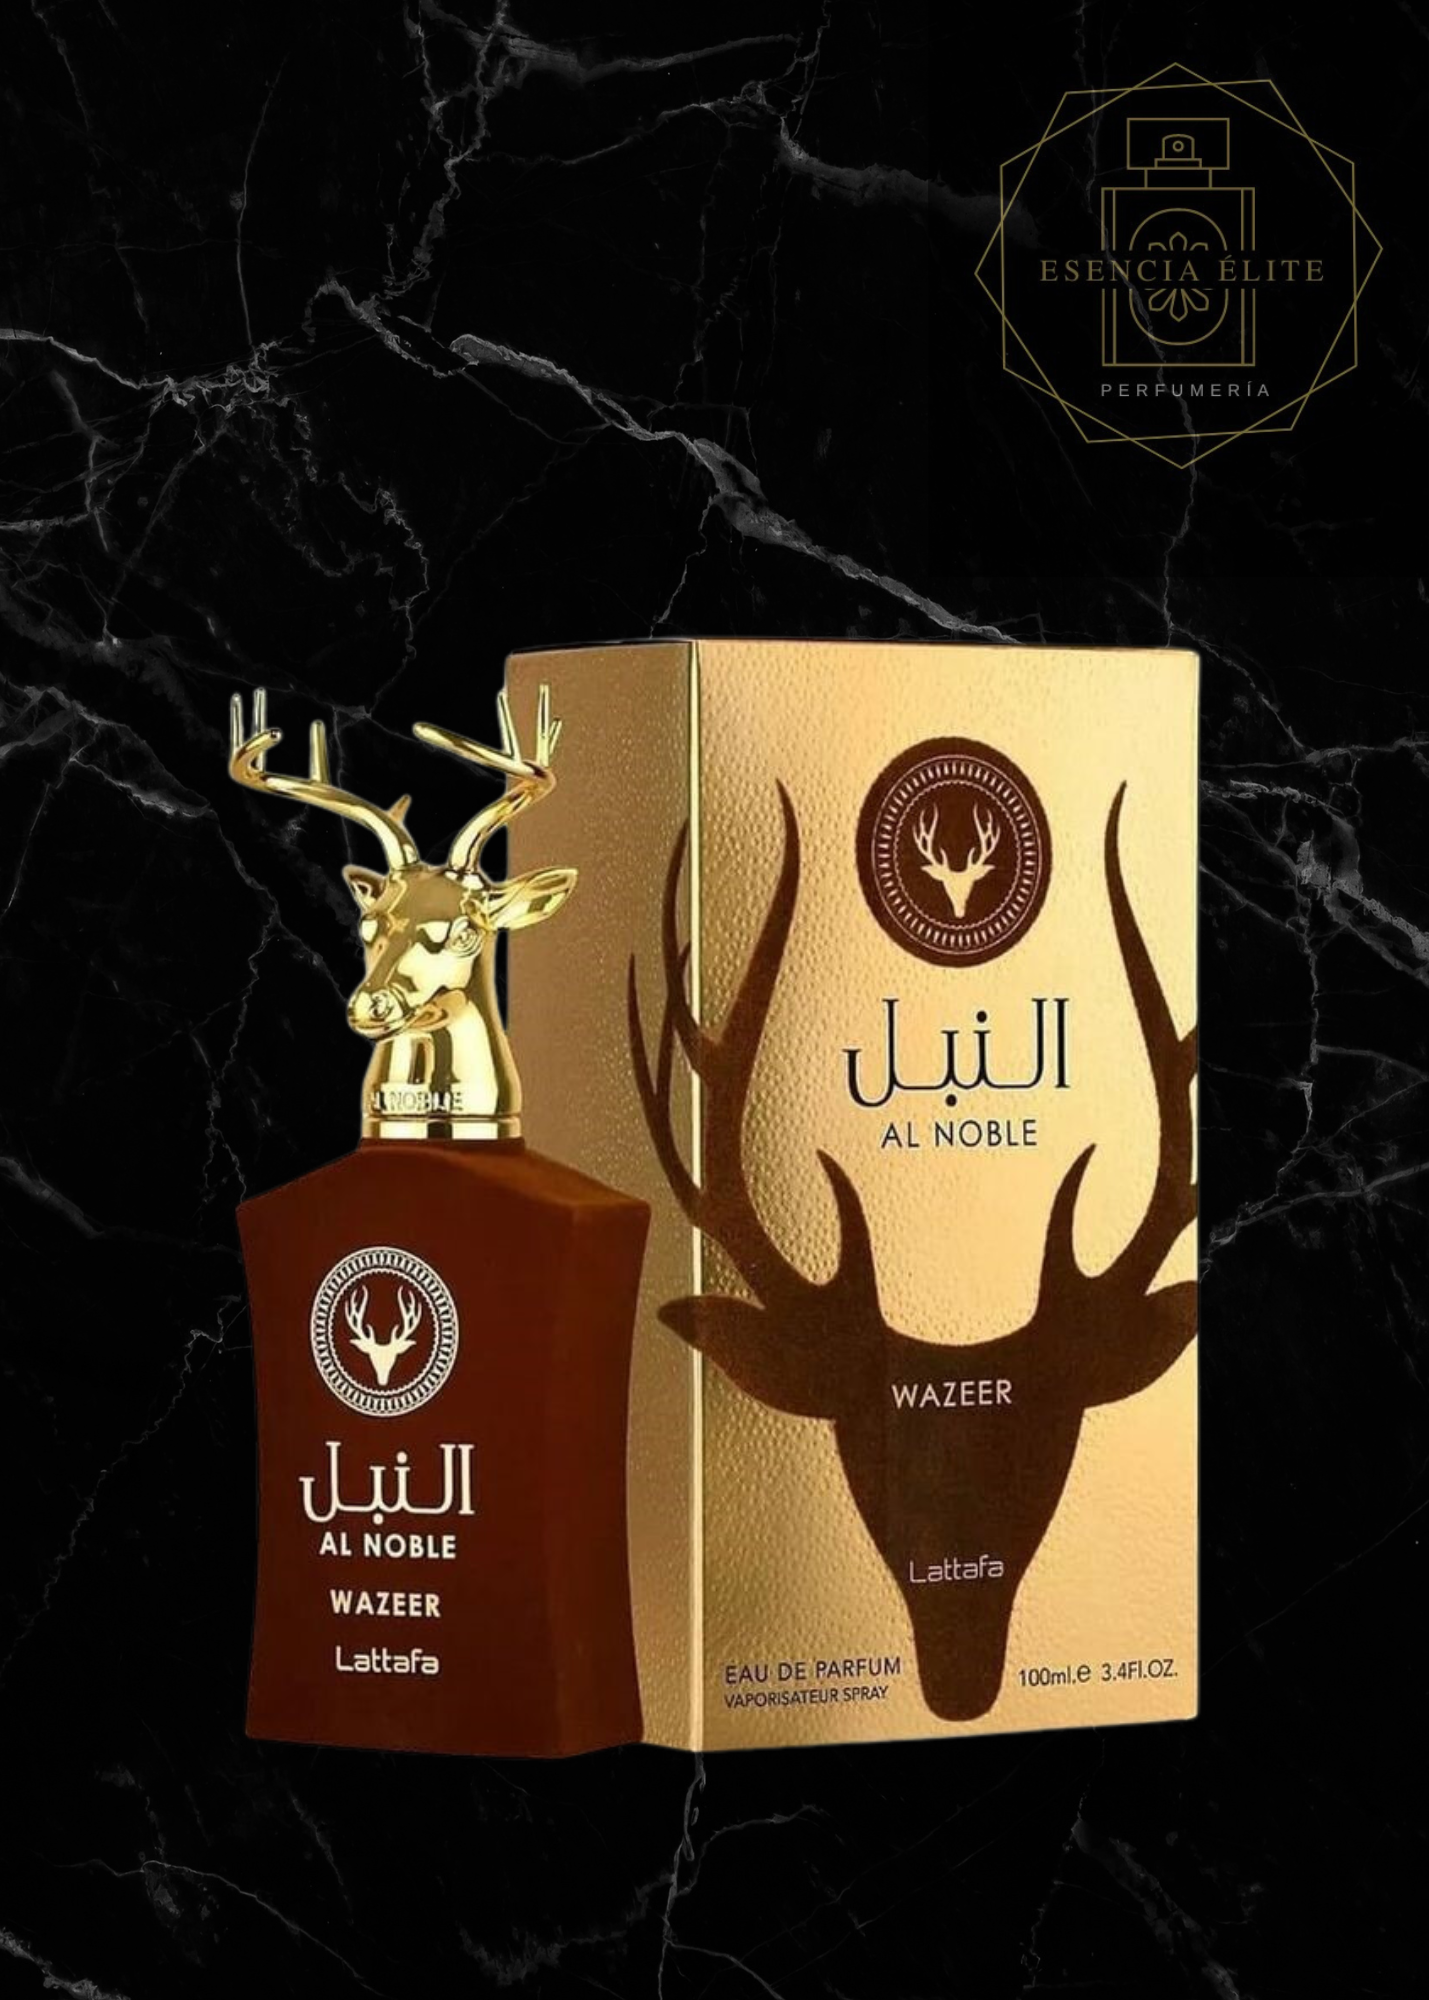 ESENCIA ÉLITE
PERFUMERÍA
النبل
AL NOBLE
WAZEER
Lattafa
EAU DE PARFUM
VAPORISATEUR SPRAY
100ml.e 3.4Fl.OZ.
AL NOBLE
النبل
AL NOBLE
WAZEER
Lattafa